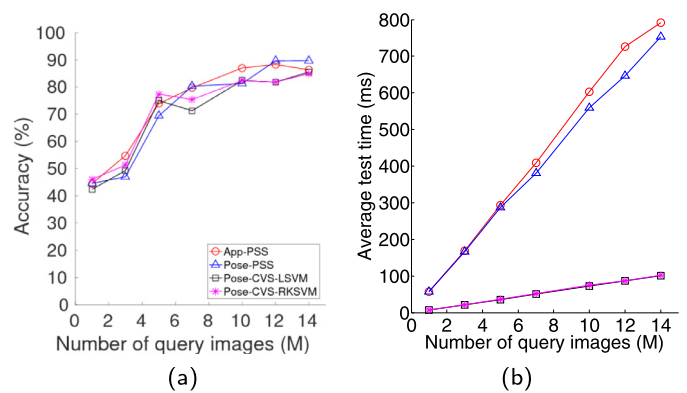 100
90
80
70
60
50
40
30
20
10
0
Accuracy (%)
App-PSS
Pose-PSS
Pose-CVS-LSVM
Pose-CVS-RKSVM
0 2 4 6 8 10 12 14
Number of query images (M)
(a)
800
700
600
500
400
300
200
100
0
Average test time (ms)
0 2 4 6 8 10 12 14
Number of query images (M)
(b)